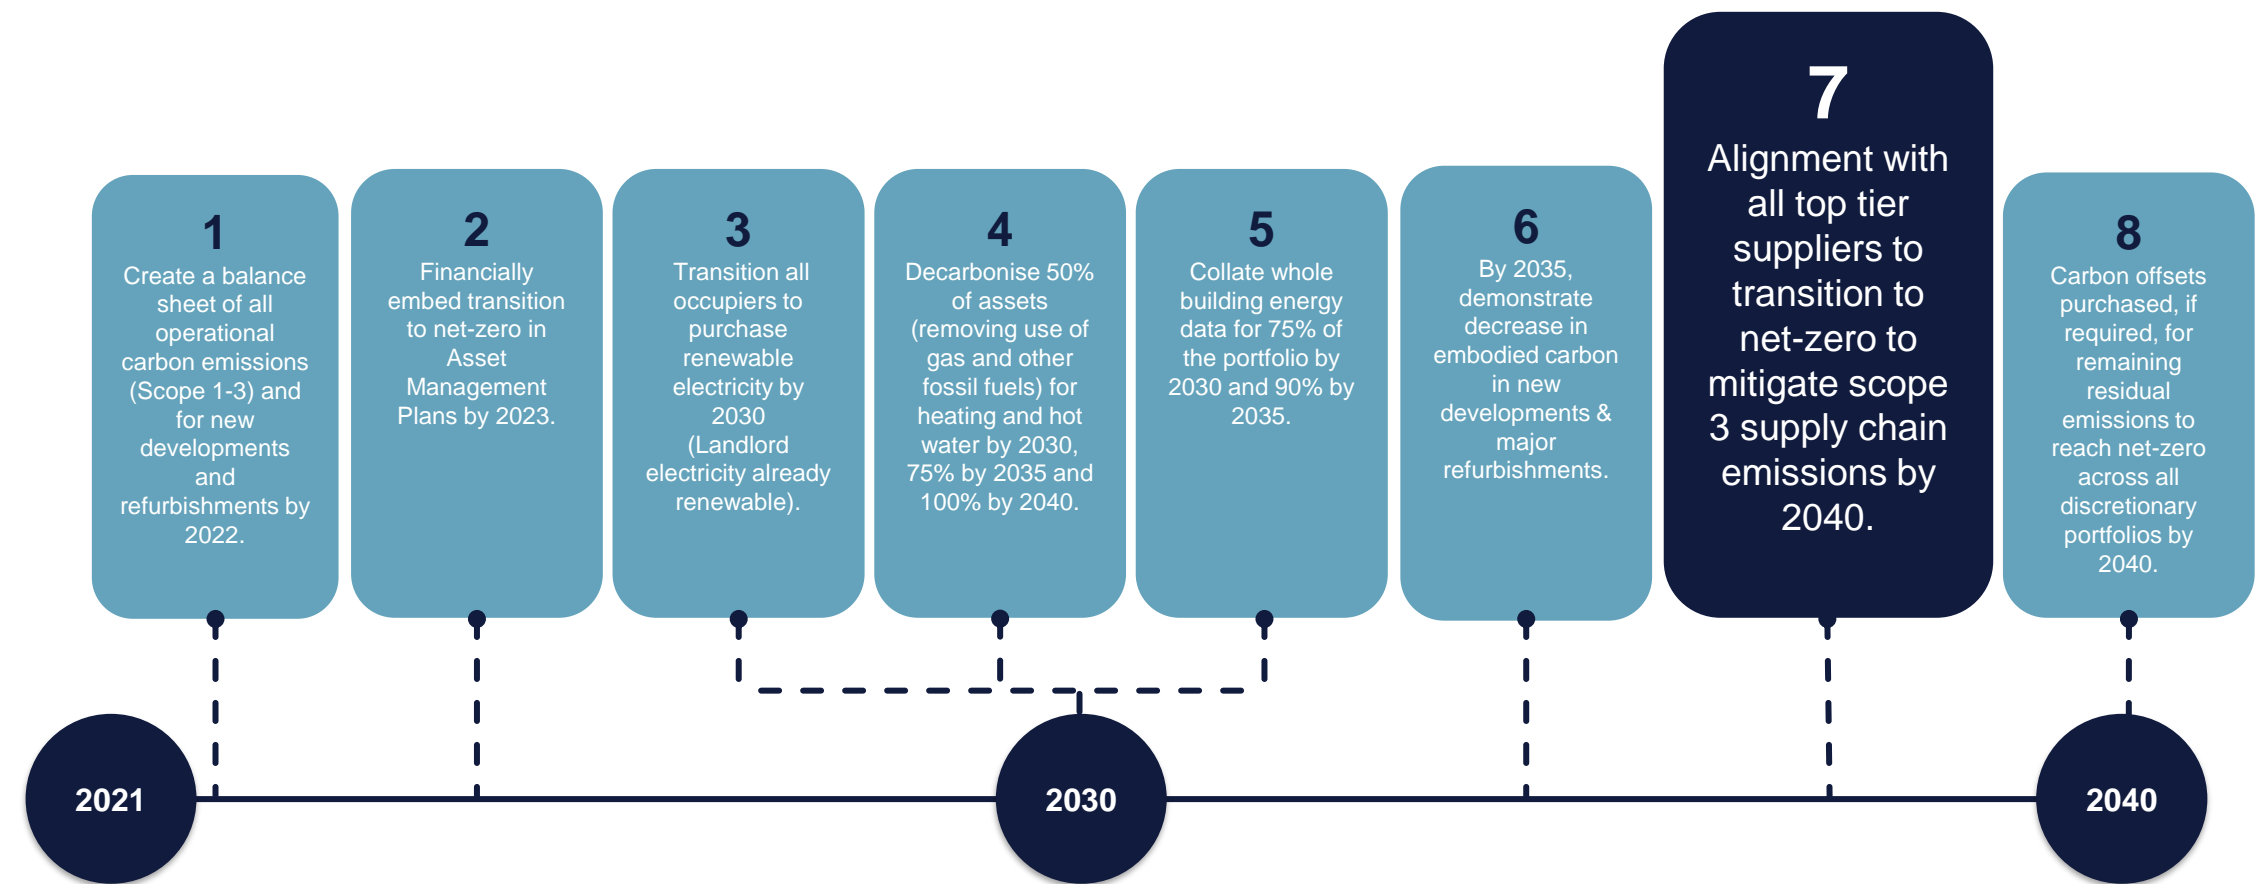 1
Create a balance
sheet of all
operational
carbon emissions
(Scope 1-3) and
for new
developments
and
refurbishments by
2022.
2
Financially
embed transition
to net-zero in
Asset
Management
Plans by 2023.
3
Transition all
occupiers to
purchase
renewable
electricity by
2030
(Landlord
electricity already
renewable).
4
Decarbonise 50%
of assets
(removing use of
gas and other
fossil fuels) for
heating and hot
water by 2030,
75% by 2035 and
100% by 2040.
5
Collate whole
building energy
data for 75% of
the portfolio by
2030 and 90% by
2035.
6
By 2035,
demonstrate
decrease in
embodied carbon
in new
developments &
major
refurbishments.
7
Alignment with
all top tier
suppliers to
transition to
net-zero to
mitigate scope
3 supply chain
emissions by
2040.
8
Carbon offsets
purchased, if
required, for
remaining
residual
emissions to
reach net-zero
across all
discretionary
portfolios by
2040.
2021
2030
2040